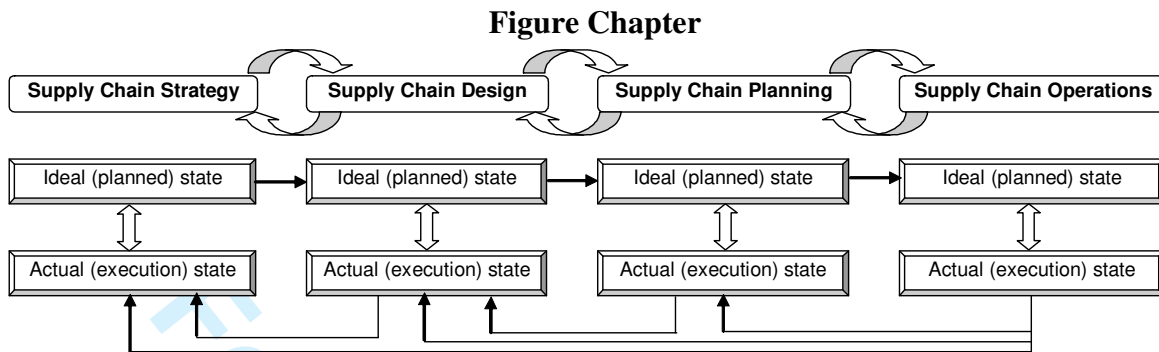 Figure Chapter
Supply Chain Strategy Supply Chain Design Supply Chain Planning Supply Chain Operations
Ideal (planned) state Ideal (planned) state Ideal (planned) state Ideal (planned) state
Actual (execution) state Actual (execution) state Actual (execution) state Actual (execution) state